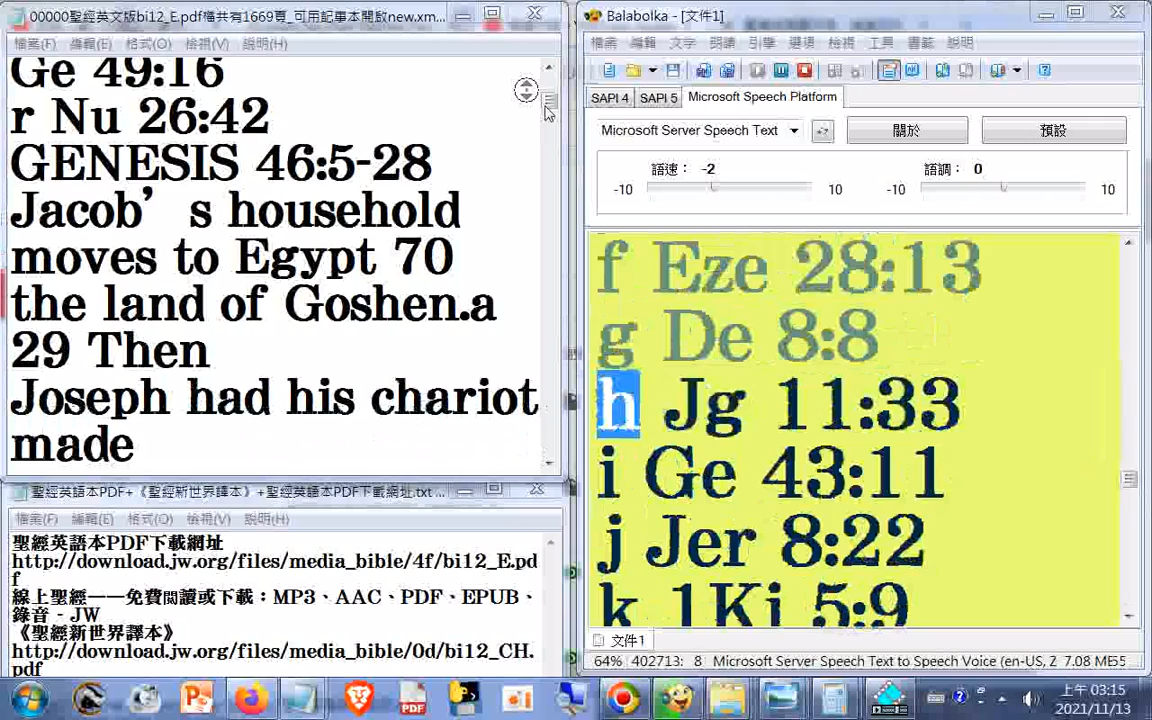 00000聖經英文版bi12_E.pdf檔共有1669頁_可用記事本開啟new.xm...
檔案(F) 編輯(E) 格式(O) 檢視(V) 說明(H)
Ge 49:16
r Nu 26:42
GENESIS 46:5-28
Jacob’s household
moves to Egypt 70
the land of Goshen.a
29 Then
Joseph had his chariot
made
聖經英語本PDF+《聖經新世界譯本》+聖經英語本PDF下載網址.txt ...
檔案(F) 編輯(E) 格式(O) 檢視(V) 說明(H)
聖經英語本PDF下載網址
http://download.jw.org/files/media_bible/4f/bi12_E.pd
f
線上聖經——免費閱讀或下載：MP3、AAC、PDF、EPUB、
錄音 - JW
《聖經新世界譯本》
http://download.jw.org/files/media_bible/0d/bi12_CH.
pdf
Balabolka - [文件1]
檔案 編輯 文字 朗讀 引擎 選項 檢視 工具 書籤 說明
SAPI 4 SAPI 5 Microsoft Speech Platform
Microsoft Server Speech Text 關於 預設
語速： -2 語調： 0
-10 10 -10 10
f Eze 28:13
g De 8:8
h Jg 11:33
i Ge 43:11
j Jer 8:22
k 1Ki 5:9
文件1
64% 402713: 8 Microsoft Server Speech Text to Speech Voice (en-US, Z 7.08 MB
上午 03:15
2021/11/13